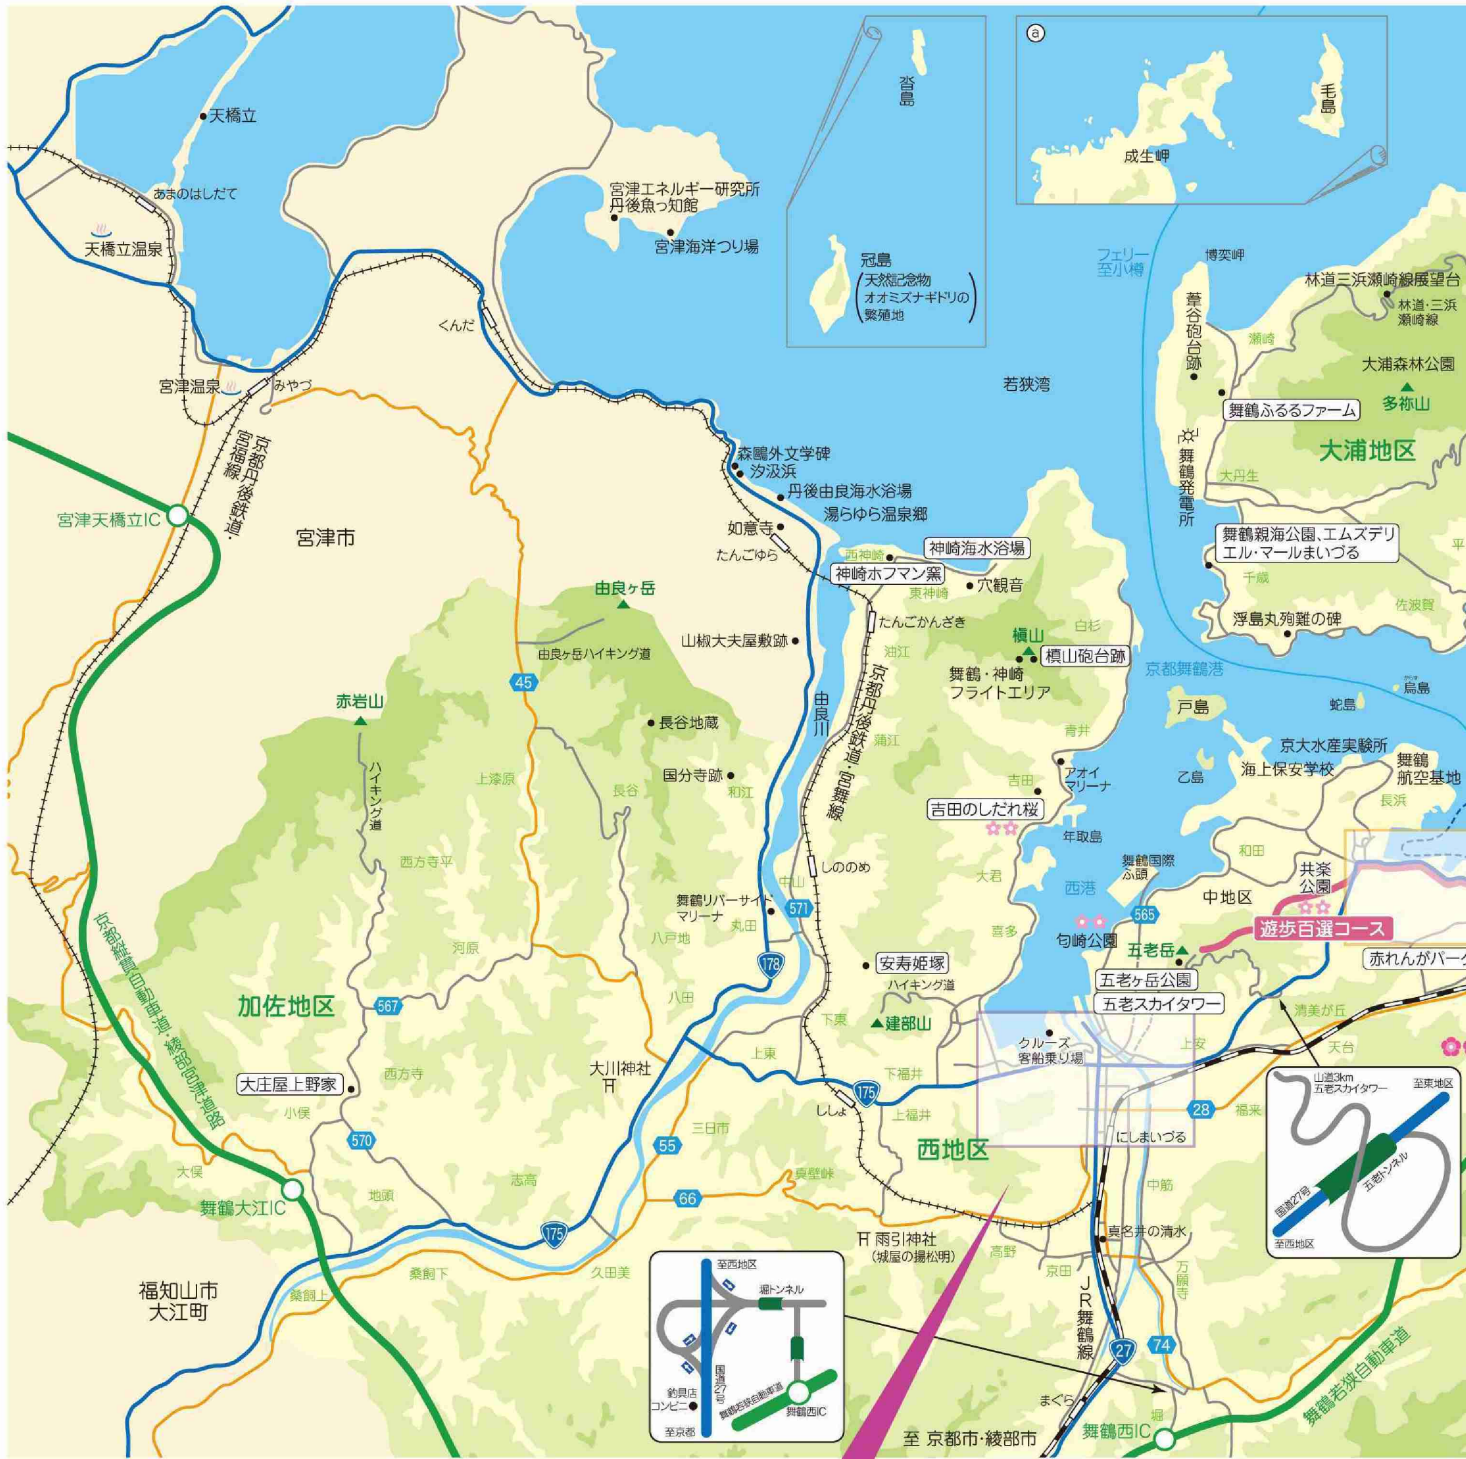 天橋立
あまのはしだて
天橋立温泉
宮津温泉
みやづ
くんだ
宮津エネルギー研究所
丹後魚っ知館
宮津海洋つり場
沓島
冠島
(天然記念物
オオミズナギドリの
繁殖地)
ⓐ
成生岬
毛島
フェリー
至小樽
博奕岬
林道三浜瀬崎線展望台
林道・三浜
瀬崎線
葦谷砲台跡
瀬崎
大浦森林公園
多祢山
舞鶴ふるるファーム
大浦地区
舞鶴発電所
大丹生
舞鶴親海公園、エムズデリ
エル・マールまいづる
平
千歳
佐波賀
浮島丸殉難の碑
若狭湾
京都丹後鉄道・
宮福線
宮津天橋立IC
宮津市
森鷗外文学碑
汐汲浜
丹後由良海水浴場
湯らゆら温泉郷
如意寺
たんごゆら
西神崎
神崎海水浴場
神崎ホフマン窯
東神崎
穴観音
たんごかんざき
由良ヶ岳
由良ヶ岳ハイキング道
山椒大夫屋敷跡
油江
槇山
白杉
槙山砲台跡
舞鶴・神崎
フライトエリア
京都舞鶴港
戸島
蛇島
烏島
45
赤岩山
ハイキング道
長谷地蔵
由良川
京都丹後鉄道・宮舞線
蒲江
青井
京大水産実験所
海上保安学校
舞鶴
航空基地
乙島
長浜
上漆原
長谷
国分寺跡
和江
吉田
アオイ
マリーナ
吉田のしだれ桜
年取島
西方寺平
しののめ
中山
571
大君
西港
舞鶴国際
ふ頭
和田
共楽
公園
中地区
565
遊歩百選コース
舞鶴リバーサイド
マリーナ
丸田
八戸地
喜多
匂崎公園
五老岳
赤れんがパーク
五老ヶ岳公園
五老スカイタワー
京都縦貫自動車道・綾部宮津道路
河原
178
安寿姫塚
ハイキング道
加佐地区
567
八田
下東
建部山
清美が丘
クルーズ
客船乗り場
上安
天台
大川神社
上東
下福井
西方寺
大庄屋上野家
小俣
175
上福井
ししょ
28
福来
山道3km
五老スカイタワー
至東地区
五老トンネル
国道27号
至西地区
570
55
三日市
西地区
にしまいづる
大俣
舞鶴大江IC
地頭
志高
66
真壁峠
中筋
175
雨引神社
(城屋の揚松明)
高野
真名井の清水
京田
万願寺
福知山市
大江町
桑飼上
桑飼下
久田美
至西地区
堀トンネル
国道27号
釣具店
コンビニ
舞鶴若狭自動車道
舞鶴西IC
至京都
JR舞鶴線
27
74
まぐら
堀
舞鶴西IC
舞鶴若狭自動車道
至 京都市・綾部市